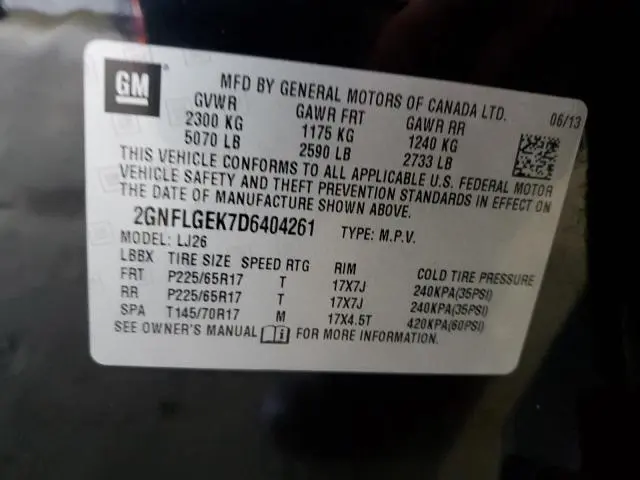 GM
MFD BY GENERAL MOTORS OF CANADA LTD.
06/13
GVWR GAWR FRT GAWR RR
2300 KG 1175 KG 1240 KG
5070 LB 2590 LB 2733 LB
THIS VEHICLE CONFORMS TO ALL APPLICABLE U.S. FEDERAL MOTOR
VEHICLE SAFETY AND THEFT PREVENTION STANDARDS IN EFFECT ON
THE DATE OF MANUFACTURE SHOWN ABOVE.
2GNFLGEK7D6404261 TYPE: M.P.V.
MODEL: LJ26
LBBX TIRE SIZE SPEED RTG RIM COLD TIRE PRESSURE
FRT P225/65R17 T 17X7J 240KPA(35PSI)
RR P225/65R17 T 17X7J 240KPA(35PSI)
SPA T145/70R17 M 17X4.5T 420KPA(60PSI)
SEE OWNER'S MANUAL FOR MORE INFORMATION.